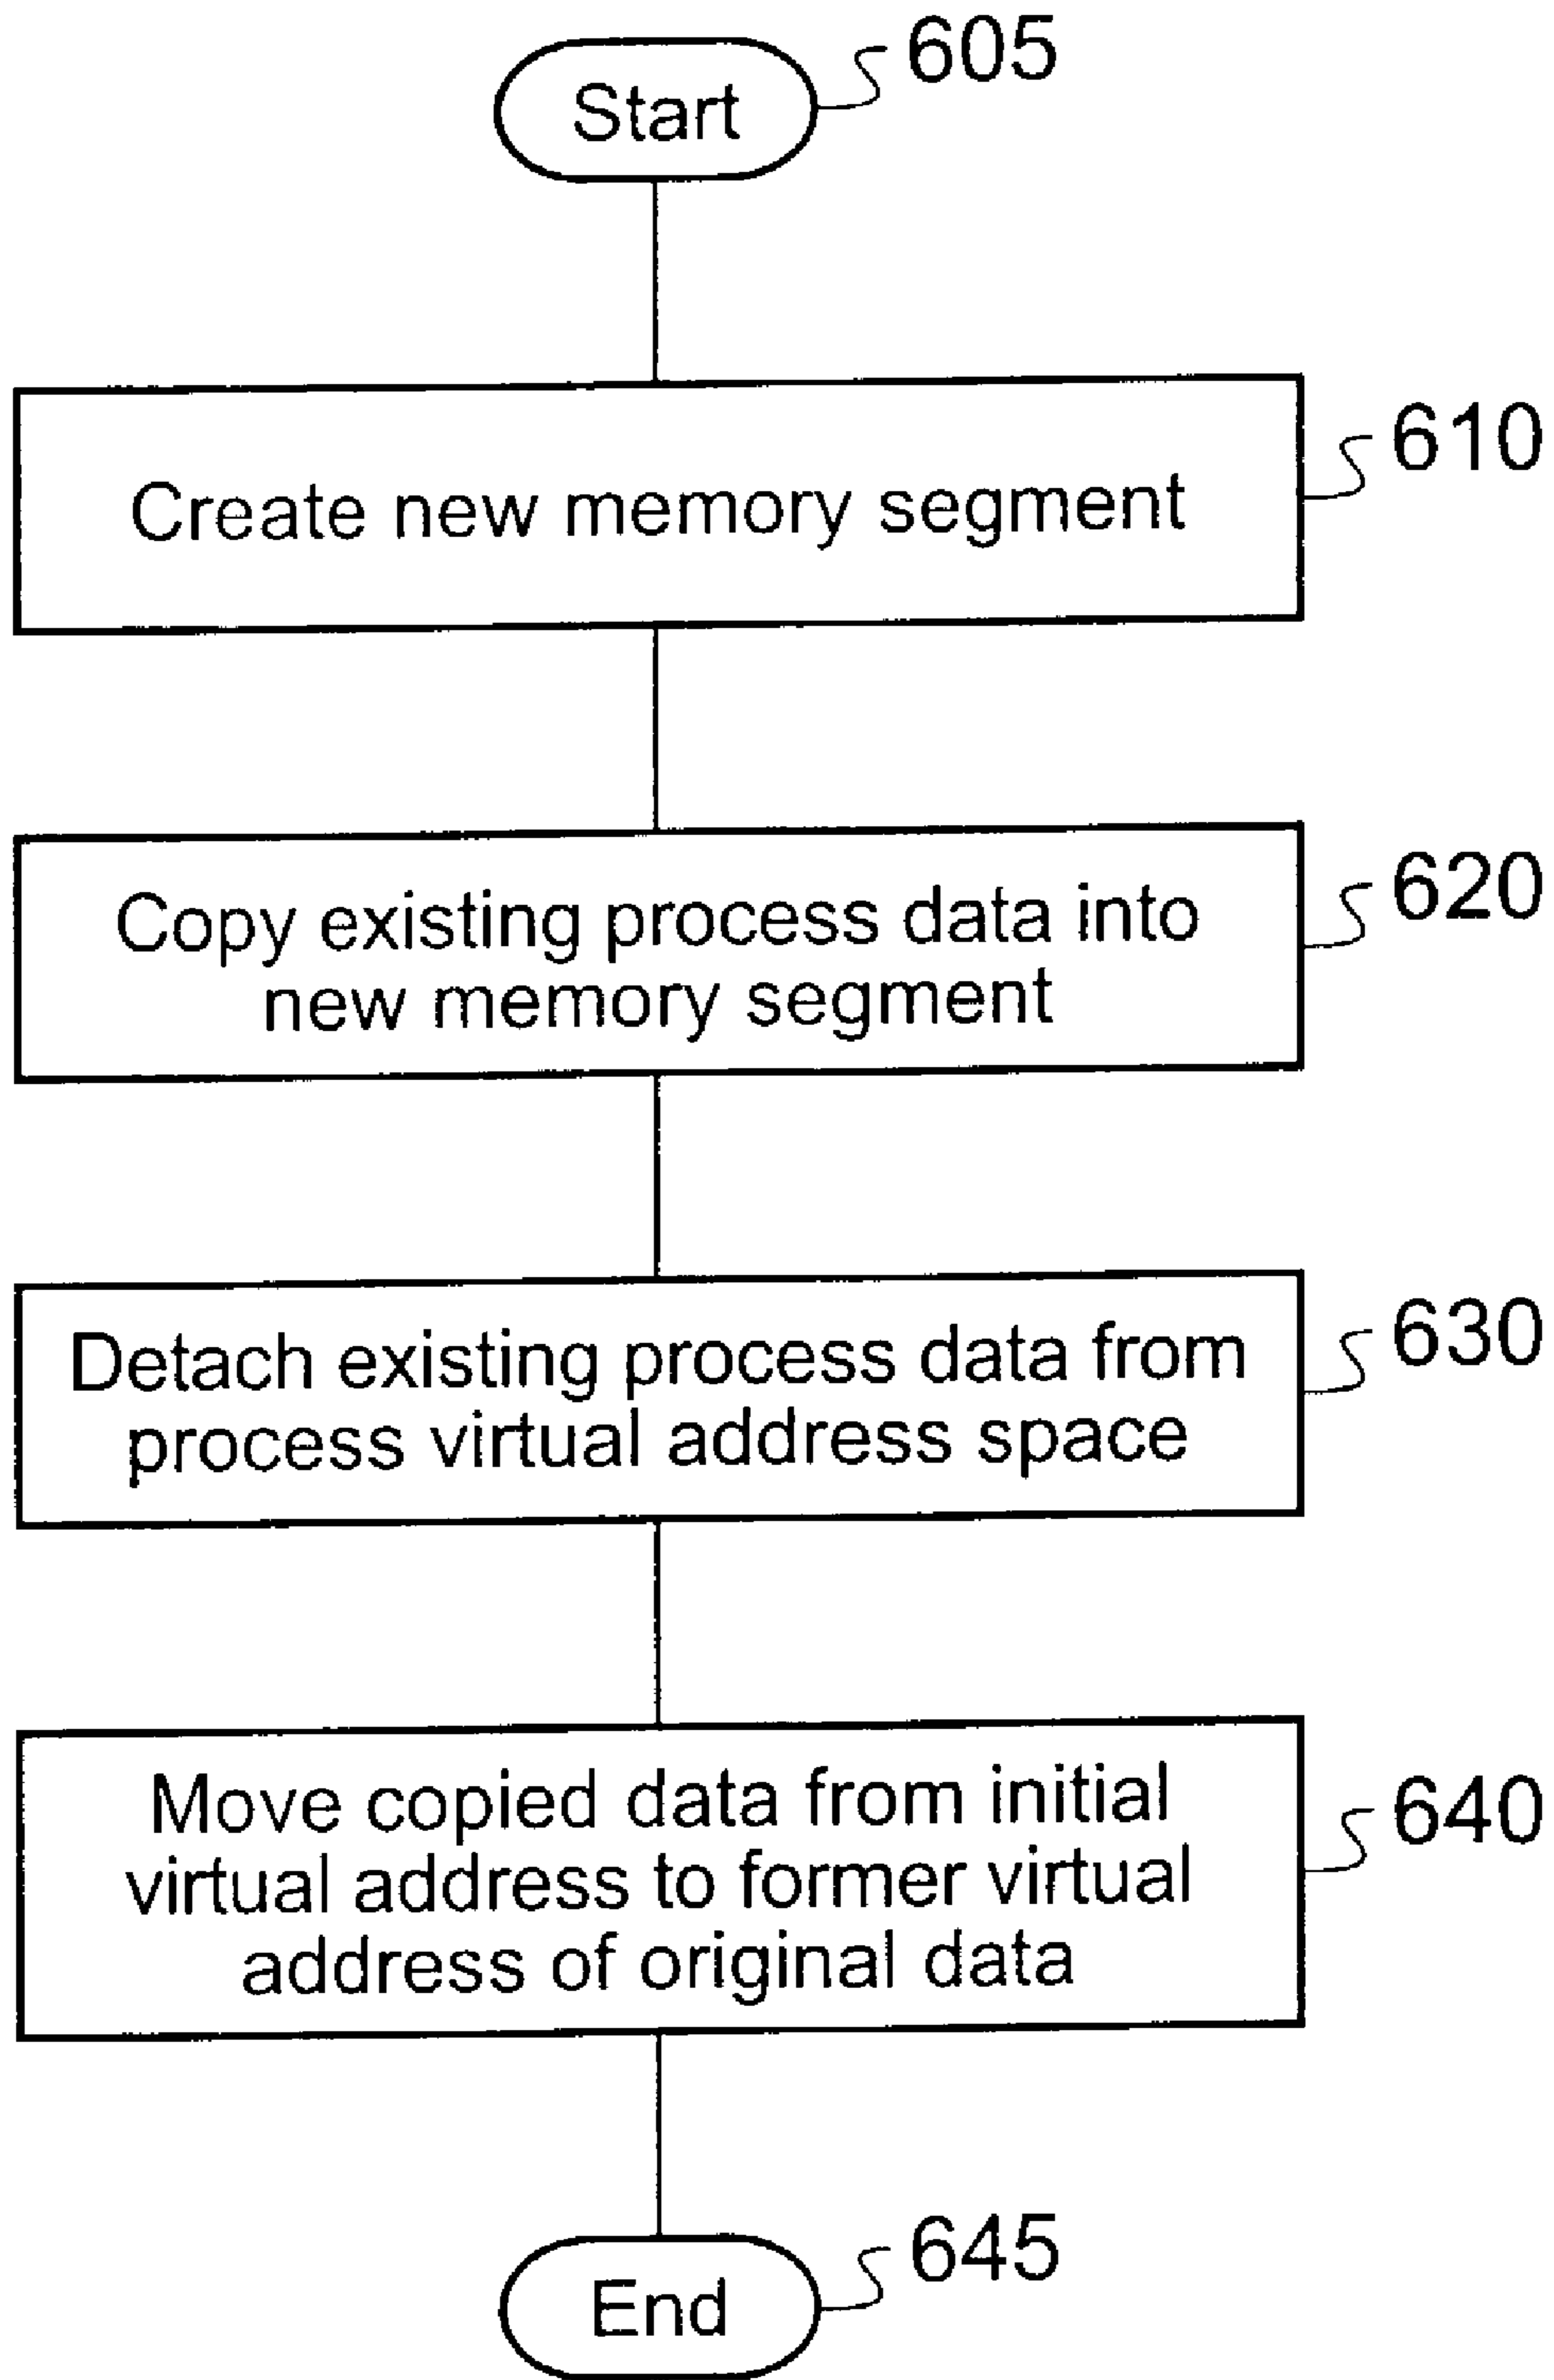 Start
605
Create new memory segment
610
Copy existing process data into
new memory segment
620
Detach existing process data from
process virtual address space
630
Move copied data from initial
virtual address to former virtual
address of original data
640
End
645